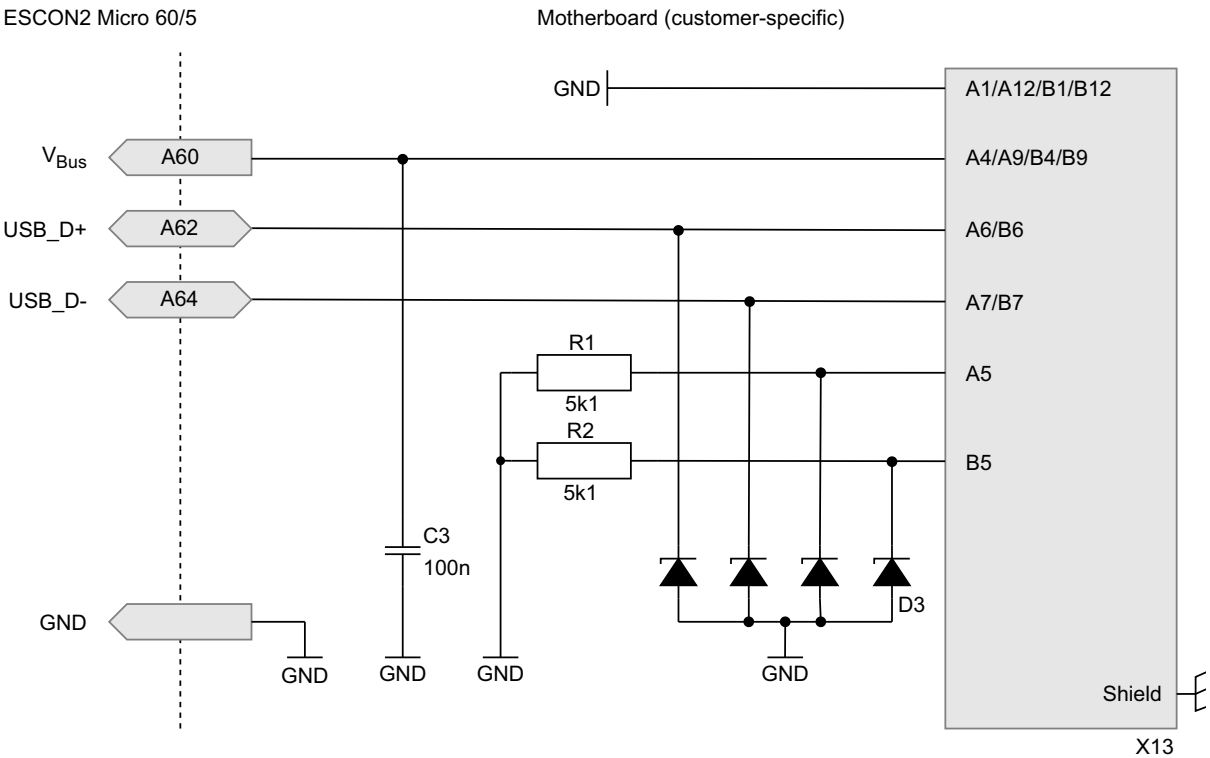 ESCON2 Micro 60/5
Motherboard (customer-specific)
GND
A1/A12/B1/B12
VBus
A60
A4/A9/B4/B9
USB_D+
A62
A6/B6
USB_D-
A64
A7/B7
R1
A5
5k1
R2
B5
5k1
C3
100n
D3
GND
GND
GND
GND
GND
Shield
X13